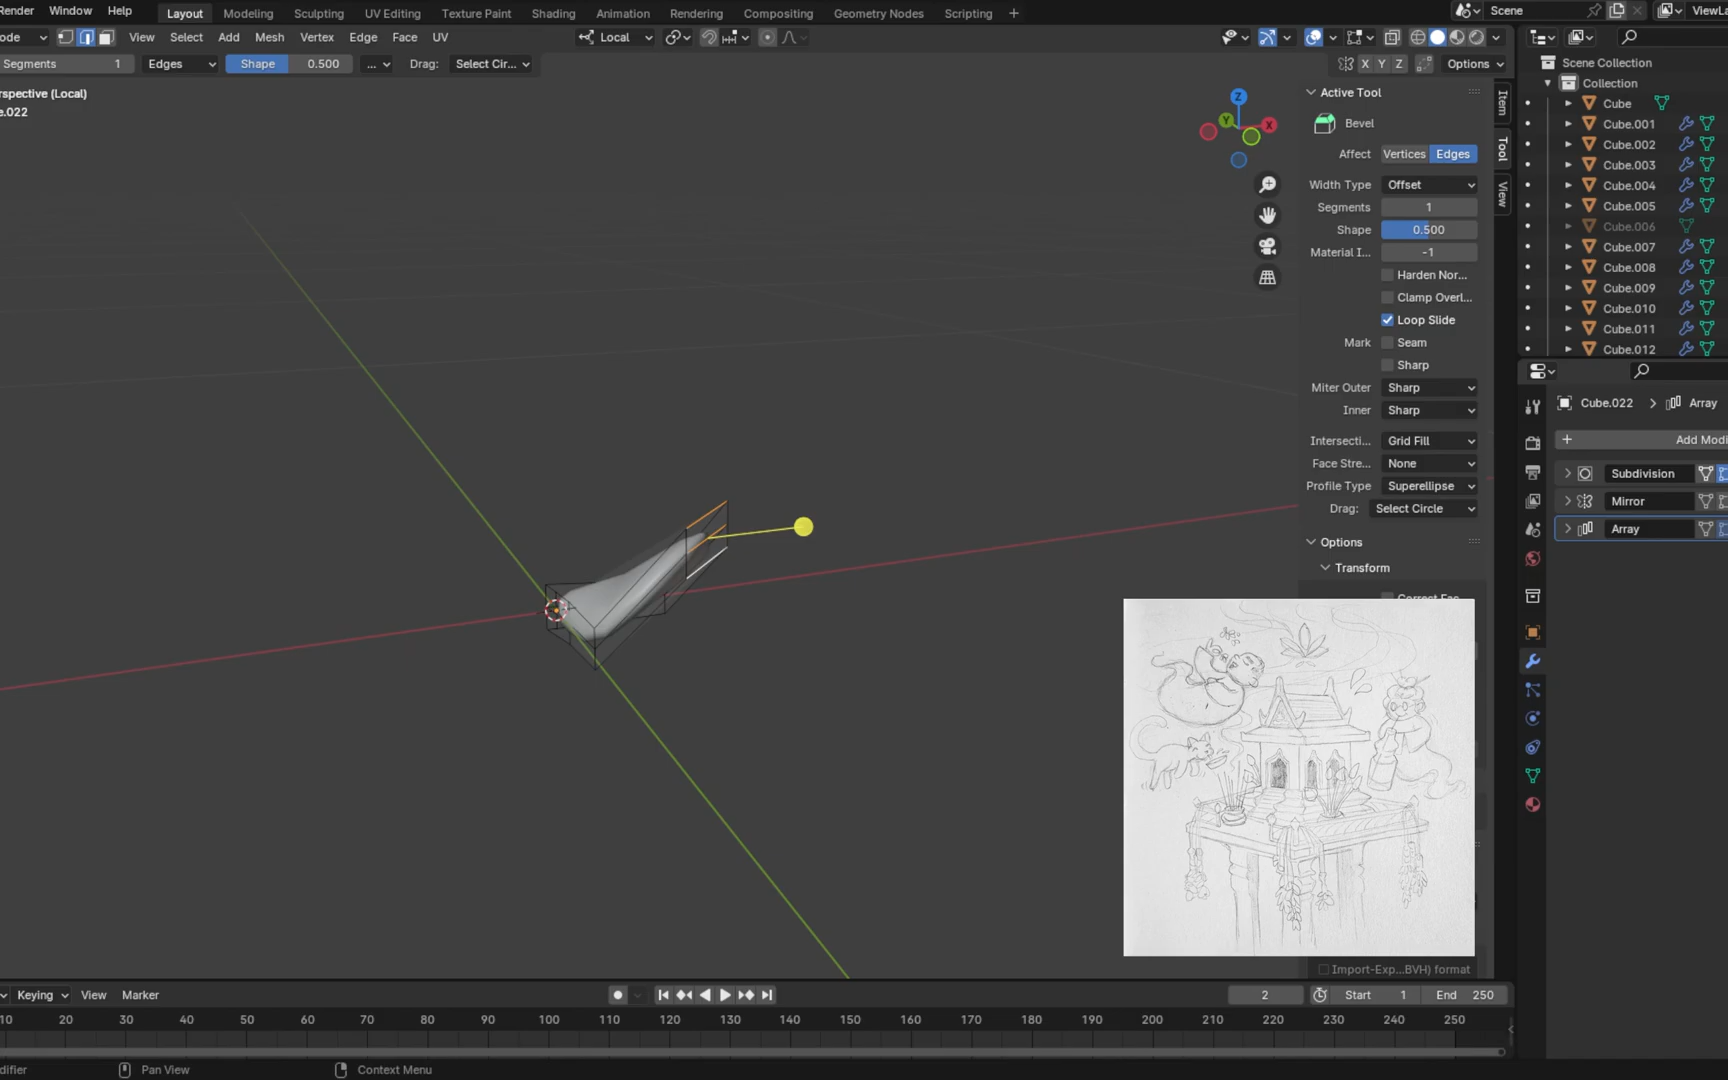 Render Window Help Layout Modeling Sculpting UV Editing Texture Paint Shading Animation Rendering Compositing Geometry Nodes Scripting + Scene
View Select Add Mesh Vertex Edge Face UV Local
Segments 1 Edges Shape 0.500 ... Drag: Select Cir... X Y Z Options
rspective (Local)
e.022
Z
Y
X
Active Tool
Bevel
Affect Vertices Edges
Width Type Offset
Segments 1
Shape 0.500
Material I... -1
Harden Nor...
Clamp Overl...
Loop Slide
Mark Seam
Sharp
Miter Outer Sharp
Inner Sharp
Intersecti... Grid Fill
Face Stre... None
Profile Type Superellipse
Drag: Select Circle
Options
Transform
Import-Exp...BVH) format
Item
Tool
View
Scene Collection
Collection
Cube
Cube.001
Cube.002
Cube.003
Cube.004
Cube.005
Cube.006
Cube.007
Cube.008
Cube.009
Cube.010
Cube.011
Cube.012
Cube.022 > Array
+ Add Modi
Subdivision
Mirror
Array
Keying View Marker 2 Start 1 End 250
10 20 30 40 50 60 70 80 90 100 110 120 130 140 150 160 170 180 190 200 210 220 230 240 250
difier Pan View Context Menu